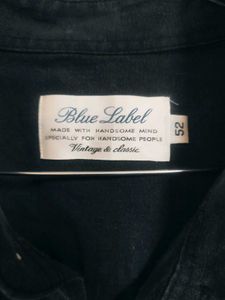 Blue Label
MADE WITH HANDSOME MIND
SPECIALLY FOR HANDSOME PEOPLE
Vintage & classic
52